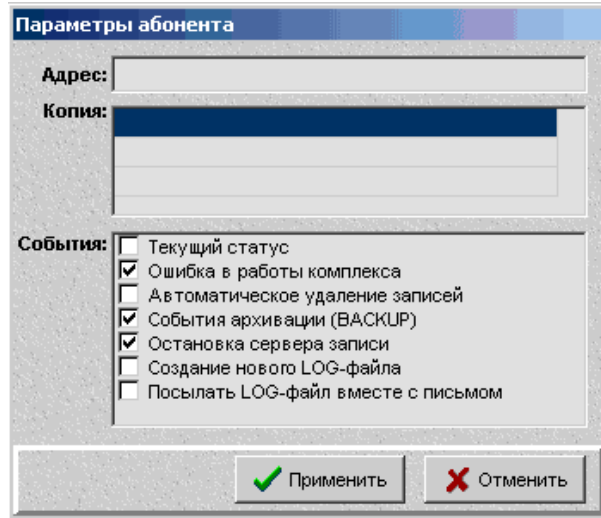 Параметры абонента
Адрес:
Копия:
События:
Текущий статус
Ошибка в работы комплекса
Автоматическое удаление записей
События архивации (BACKUP)
Остановка сервера записи
Создание нового LOG-файла
Посылать LOG-файл вместе с письмом
Применить
Отменить